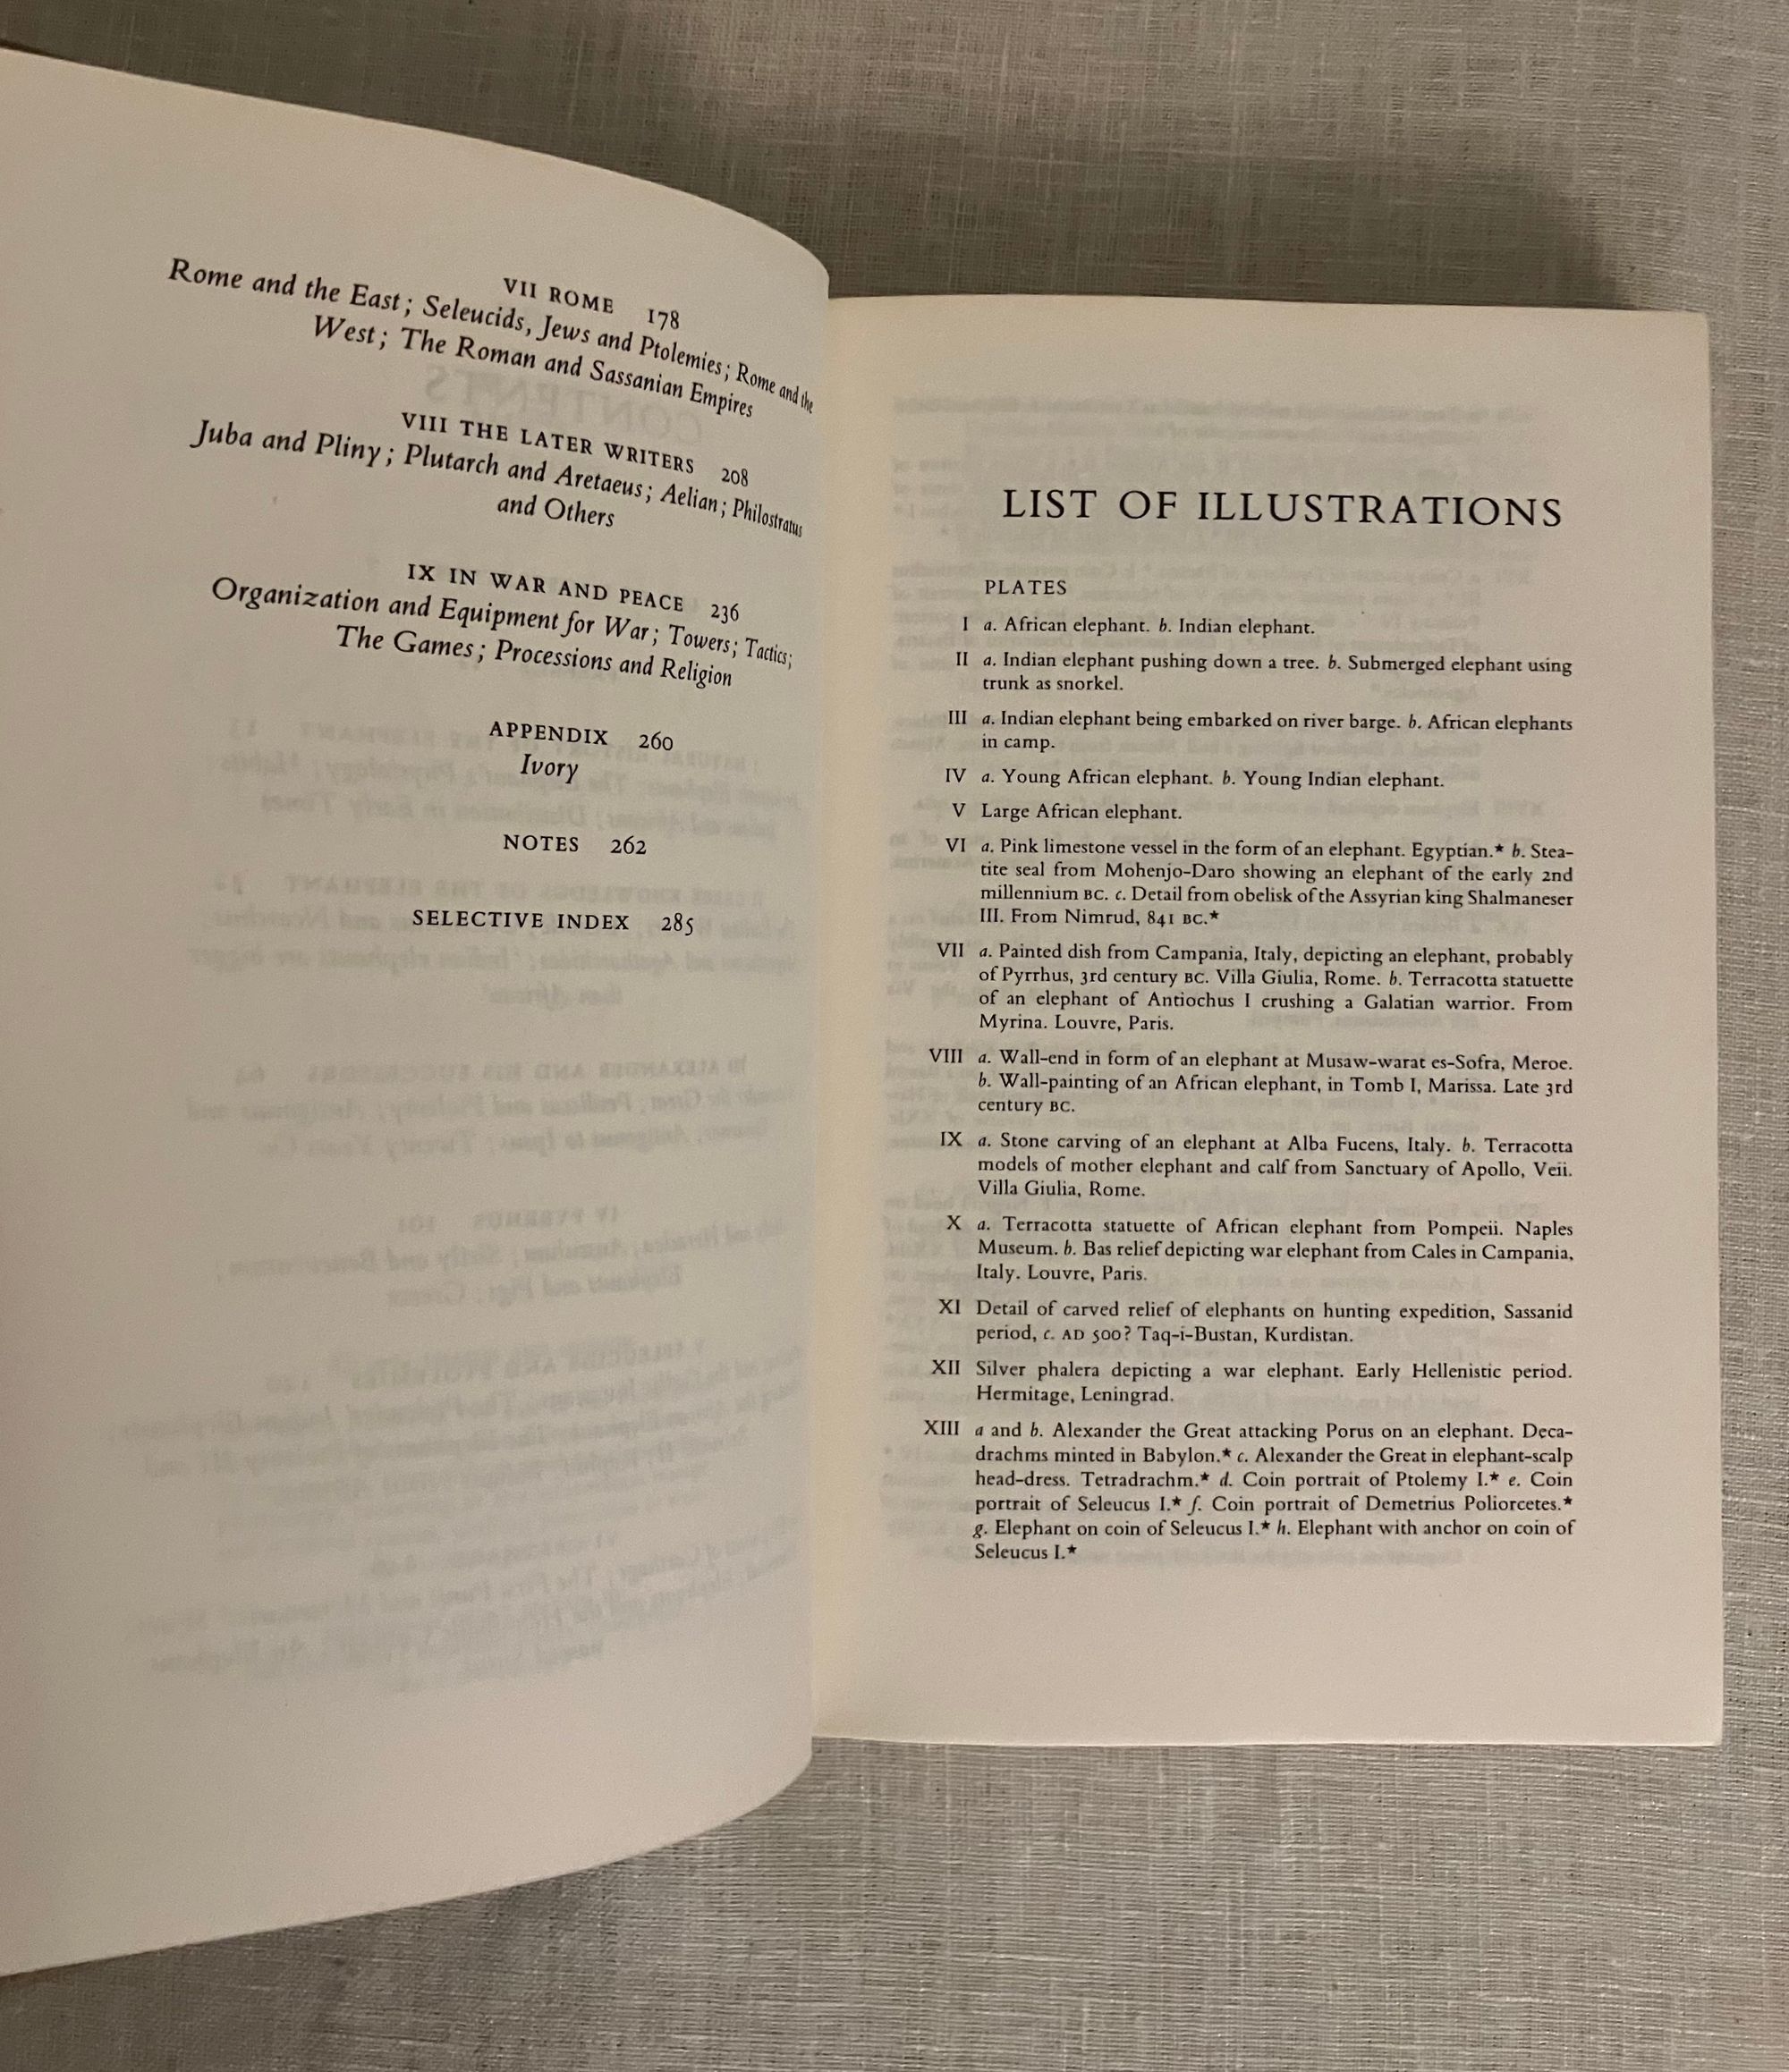 VII ROME 178
Rome and the East; Seleucids, Jews and Ptolemies; Rome and the
West; The Roman and Sassanian Empires
VIII THE LATER WRITERS 208
Juba and Pliny; Plutarch and Aretaeus; Aelian; Philostratus
and Others
IX IN WAR AND PEACE 236
Organization and Equipment for War; Towers; Tactics;
The Games; Processions and Religion
APPENDIX 260
Ivory
NOTES 262
SELECTIVE INDEX 285
LIST OF ILLUSTRATIONS
PLATES
I a. African elephant. b. Indian elephant.
II a. Indian elephant pushing down a tree. b. Submerged elephant using
trunk as snorkel.
III a. Indian elephant being embarked on river barge. b. African elephants
in camp.
IV a. Young African elephant. b. Young Indian elephant.
V Large African elephant.
VI a. Pink limestone vessel in the form of an elephant. Egyptian.* b. Stea-
tite seal from Mohenjo-Daro showing an elephant of the early 2nd
millennium BC. c. Detail from obelisk of the Assyrian king Shalmaneser
III. From Nimrud, 841 BC.*
VII a. Painted dish from Campania, Italy, depicting an elephant, probably
of Pyrrhus, 3rd century BC. Villa Giulia, Rome. b. Terracotta statuette
of an elephant of Antiochus I crushing a Galatian warrior. From
Myrina. Louvre, Paris.
VIII a. Wall-end in form of an elephant at Musaw-warat es-Sofra, Meroe.
b. Wall-painting of an African elephant, in Tomb I, Marissa. Late 3rd
century BC.
IX a. Stone carving of an elephant at Alba Fucens, Italy. b. Terracotta
models of mother elephant and calf from Sanctuary of Apollo, Veii.
Villa Giulia, Rome.
X a. Terracotta statuette of African elephant from Pompeii. Naples
Museum. b. Bas relief depicting war elephant from Cales in Campania,
Italy. Louvre, Paris.
XI Detail of carved relief of elephants on hunting expedition, Sassanid
period, c. AD 500? Taq-i-Bustan, Kurdistan.
XII Silver phalera depicting a war elephant. Early Hellenistic period.
Hermitage, Leningrad.
XIII a and b. Alexander the Great attacking Porus on an elephant. Deca-
drachms minted in Babylon.* c. Alexander the Great in elephant-scalp
head-dress. Tetradrachm.* d. Coin portrait of Ptolemy I.* e. Coin
portrait of Seleucus I.* f. Coin portrait of Demetrius Poliorcetes.*
g. Elephant on coin of Seleucus I.* h. Elephant with anchor on coin of
Seleucus I.*